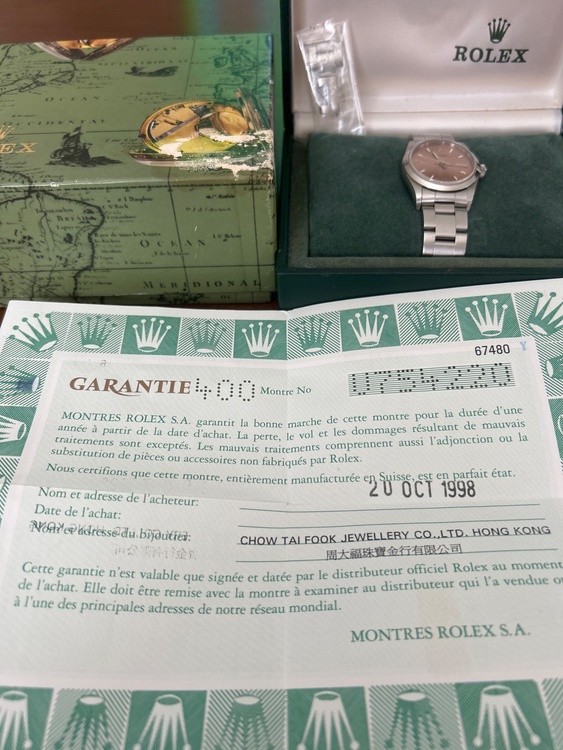 ROLEX
EX
OCEAN
OCCIDENTAL
OCEAN
MERIDIONAL
67480 Y
GARANTIE 400 Montre No U754220
MONTRES ROLEX S.A. garantit la bonne marche de cette montre pour la durée d'une
année à partir de la date d'achat. La perte, le vol et les dommages résultant de mauvais
traitements sont exceptés. Les mauvais traitements comprennent aussi l'adjonction ou la
substitution de pièces ou accessoires non fabriqués par Rolex.
Nous certifions que cette montre, entièrement manufacturée en Suisse, est en parfait état.
Nom et adresse de l'acheteur:
Date de l'achat: 20 OCT 1998
Nom et adresse du bijoutier: CHOW TAI FOOK JEWELLERY CO., LTD. HONG KONG
周大福珠寶金行有限公司
Cette garantie n'est valable que signée et datée par le distributeur officiel Rolex au moment
de l'achat. Elle doit être remise avec la montre à examiner au distributeur qui l'a vendue ou
à l'une des principales adresses de notre réseau mondial.
MONTRES ROLEX S.A.